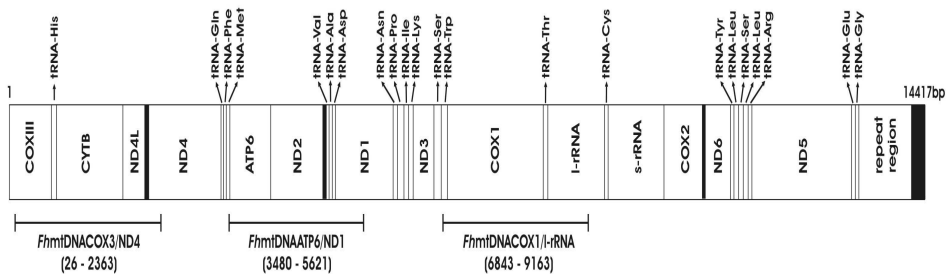 tRNA-His
tRNA-Gln
tRNA-Phe
tRNA-Met
tRNA-Val
tRNA-Ala
tRNA-Asp
tRNA-Asn
tRNA-Pro
tRNA-Ile
tRNA-Lys
tRNA-Ser
tRNA-Trp
tRNA-Thr
tRNA-Cys
tRNA-Tyr
tRNA-Leu
tRNA-Ser
tRNA-Leu
tRNA-Arg
tRNA-Glu
tRNA-Gly
1
14417bp
COXIII
CYTB
ND4L
ND4
ATP6
ND2
ND1
ND3
COX1
l-rRNA
s-rRNA
COX2
ND6
ND5
repeat
region
FhmtDNACOX3/ND4
(26 - 2363)
FhmtDNAATP6/ND1
(3480 - 5621)
FhmtDNACOX1/l-rRNA
(6843 - 9163)